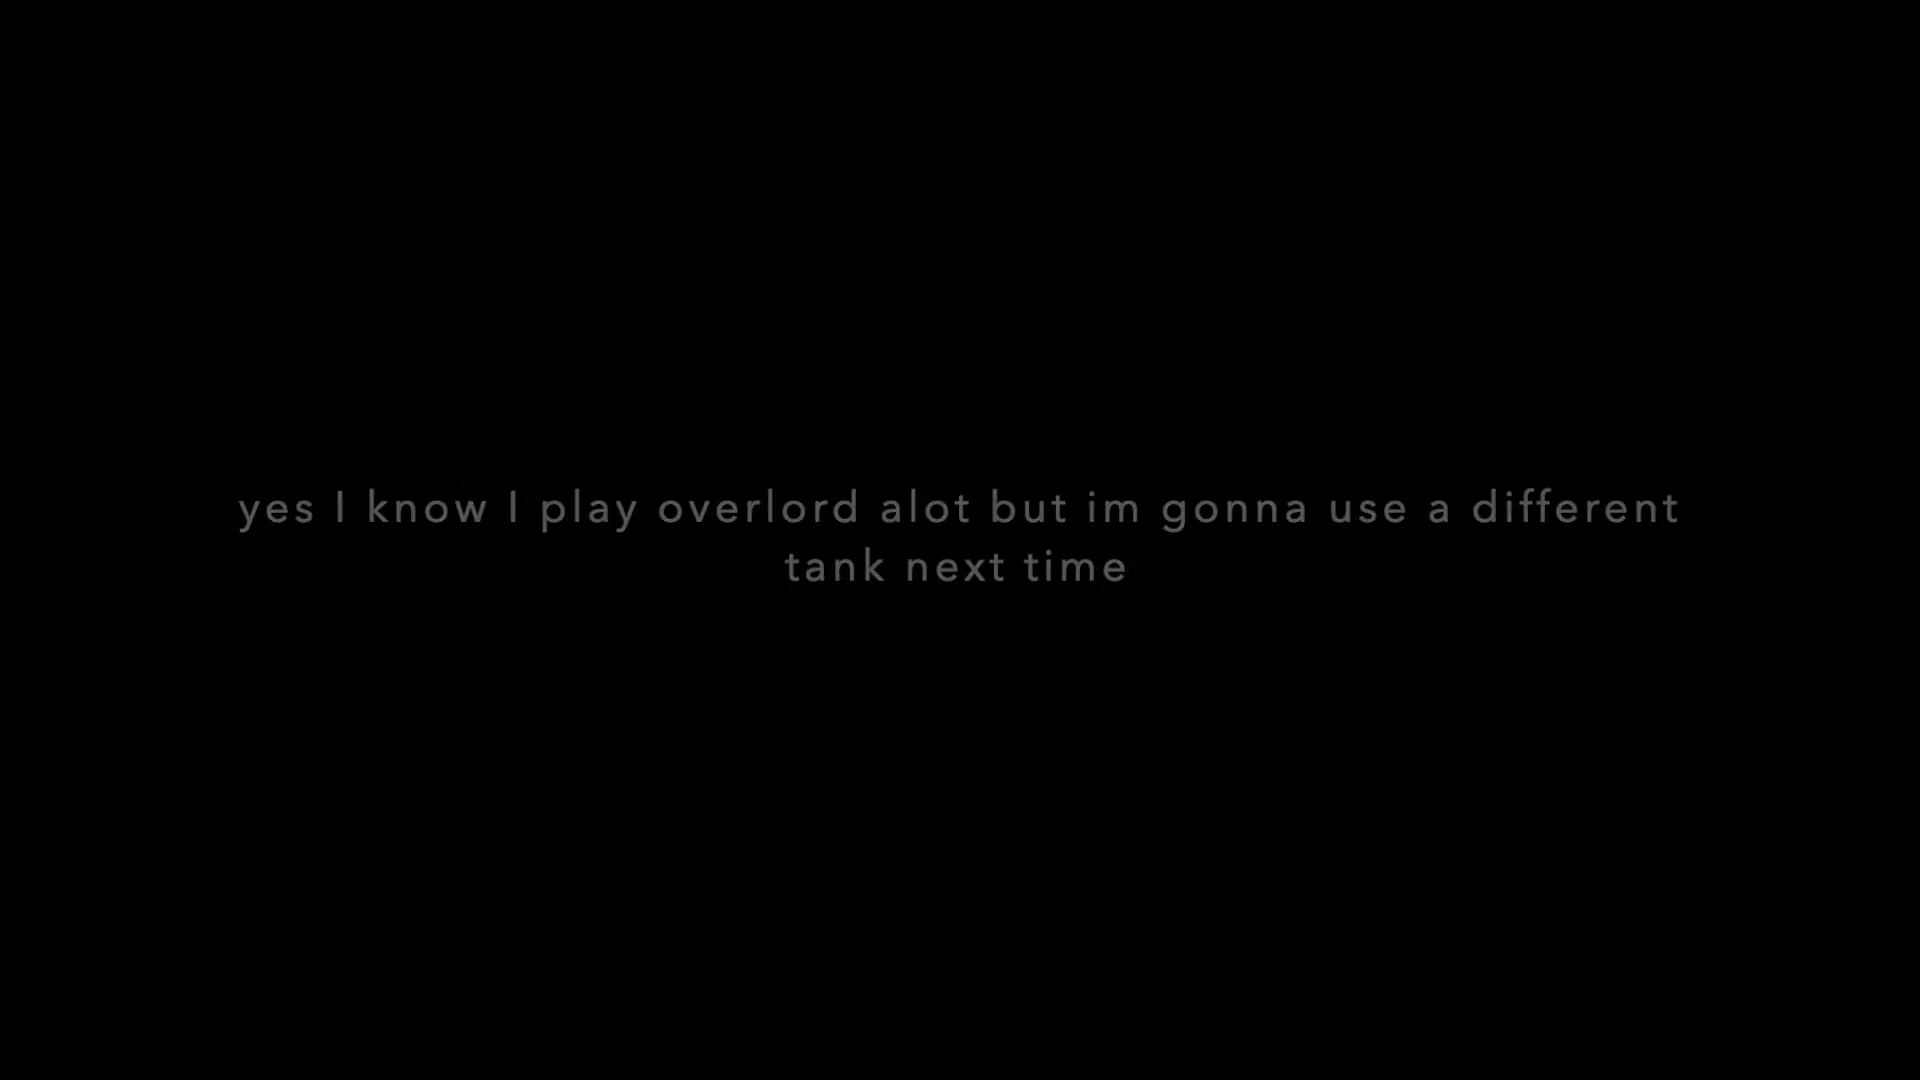 yes I know I play overlord alot but im gonna use a different
tank next time